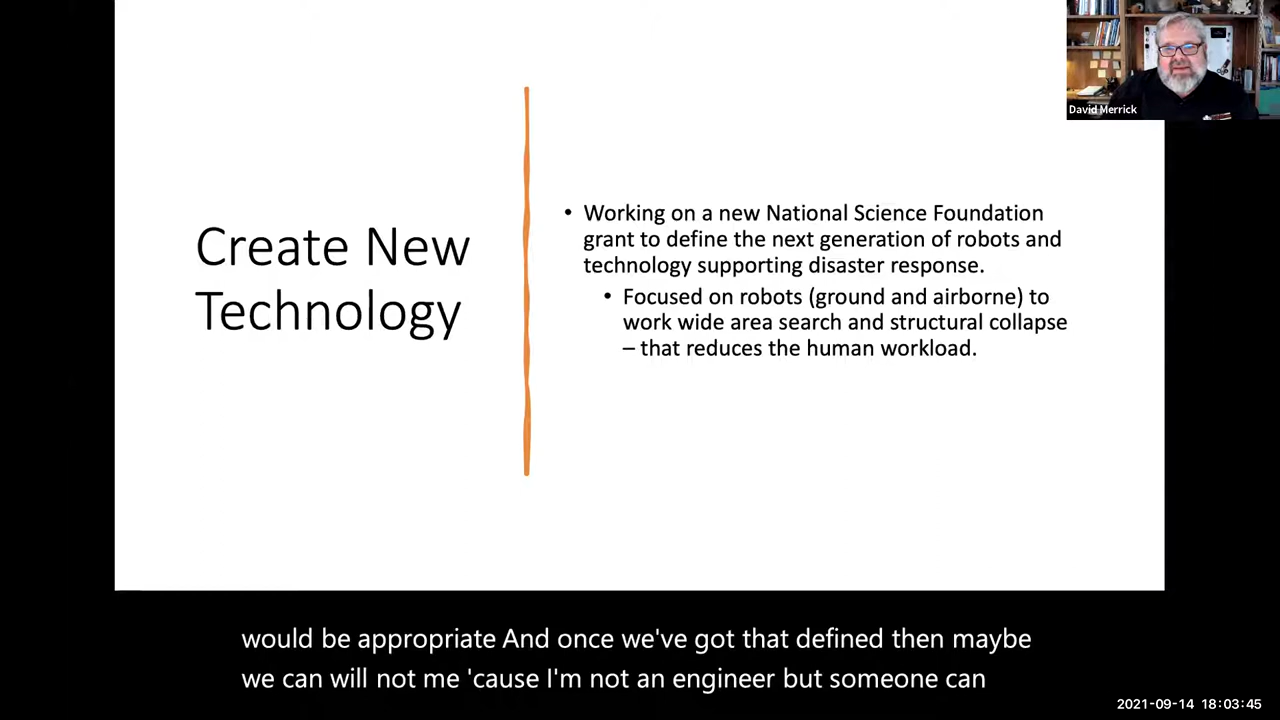 David Merrick
Create New
Technology
• Working on a new National Science Foundation
grant to define the next generation of robots and
technology supporting disaster response.
• Focused on robots (ground and airborne) to
work wide area search and structural collapse
– that reduces the human workload.
would be appropriate And once we've got that defined then maybe
we can will not me 'cause I'm not an engineer but someone can
2021-09-14 18:03:45